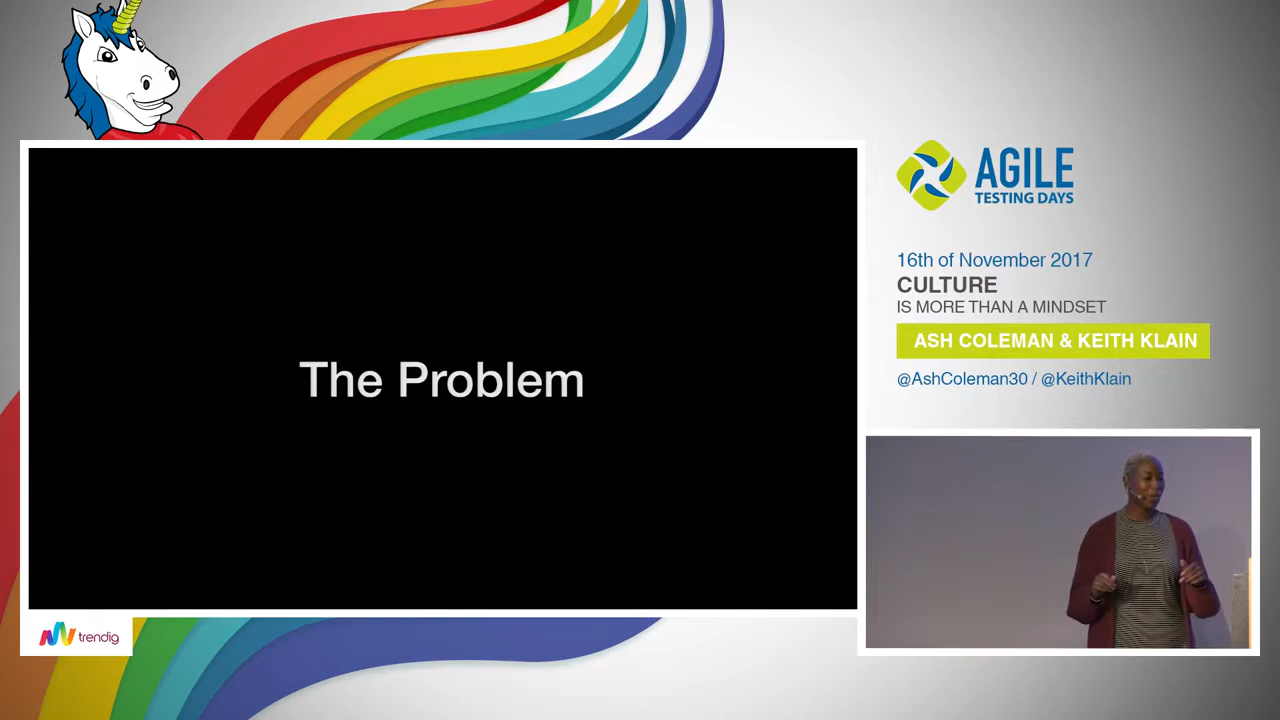 The Problem
AGILE
TESTING DAYS
16th of November 2017
CULTURE
IS MORE THAN A MINDSET
ASH COLEMAN & KEITH KLAIN
@AshColeman30 / @KeithKlain
trendig